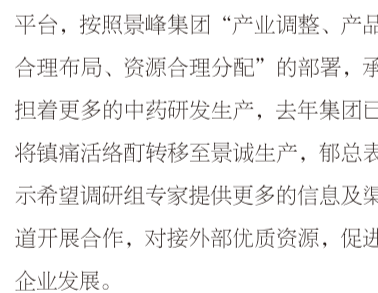 平台，按照景峰集团“产业调整、产品
合理布局、资源合理分配”的部署，承
担着更多的中药研发生产，去年集团已
将镇痛活络酊转移至景诚生产，郁总表
示希望调研组专家提供更多的信息及渠
道开展合作，对接外部优质资源，促进
企业发展。